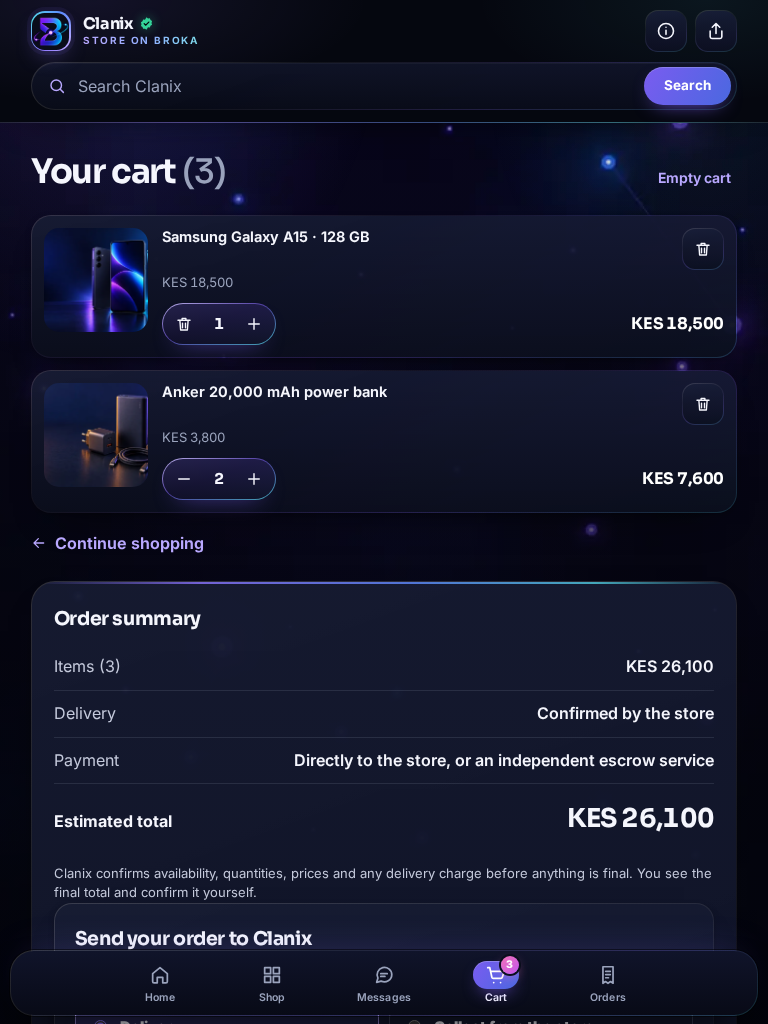 Clanix
STORE ON BROKA
Search Clanix
Search
Your cart (3)
Empty cart
Samsung Galaxy A15 · 128 GB
KES 18,500
1
KES 18,500
Anker 20,000 mAh power bank
KES 3,800
2
KES 7,600
Continue shopping
Order summary
Items (3)
KES 26,100
Delivery
Confirmed by the store
Payment
Directly to the store, or an independent escrow service
Estimated total
KES 26,100
Clanix confirms availability, quantities, prices and any delivery charge before anything is final. You see the
final total and confirm it yourself.
Send your order to Clanix
3
Home
Shop
Messages
Cart
Orders